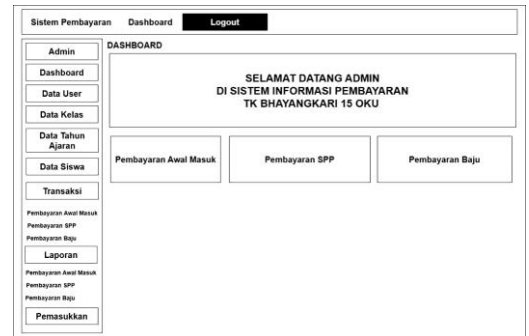 Sistem Pembayaran Dashboard Logout
Admin
Dashboard
Data User
Data Kelas
Data Tahun
Ajaran
Data Siswa
Transaksi
Pembayaran Awal Masuk
Pembayaran SPP
Pembayaran Baju
Laporan
Pembayaran Awal Masuk
Pembayaran SPP
Pembayaran Baju
Pemasukkan
DASHBOARD
SELAMAT DATANG ADMIN
DI SISTEM INFORMASI PEMBAYARAN
TK BHAYANGKARI 15 OKU
Pembayaran Awal Masuk
Pembayaran SPP
Pembayaran Baju